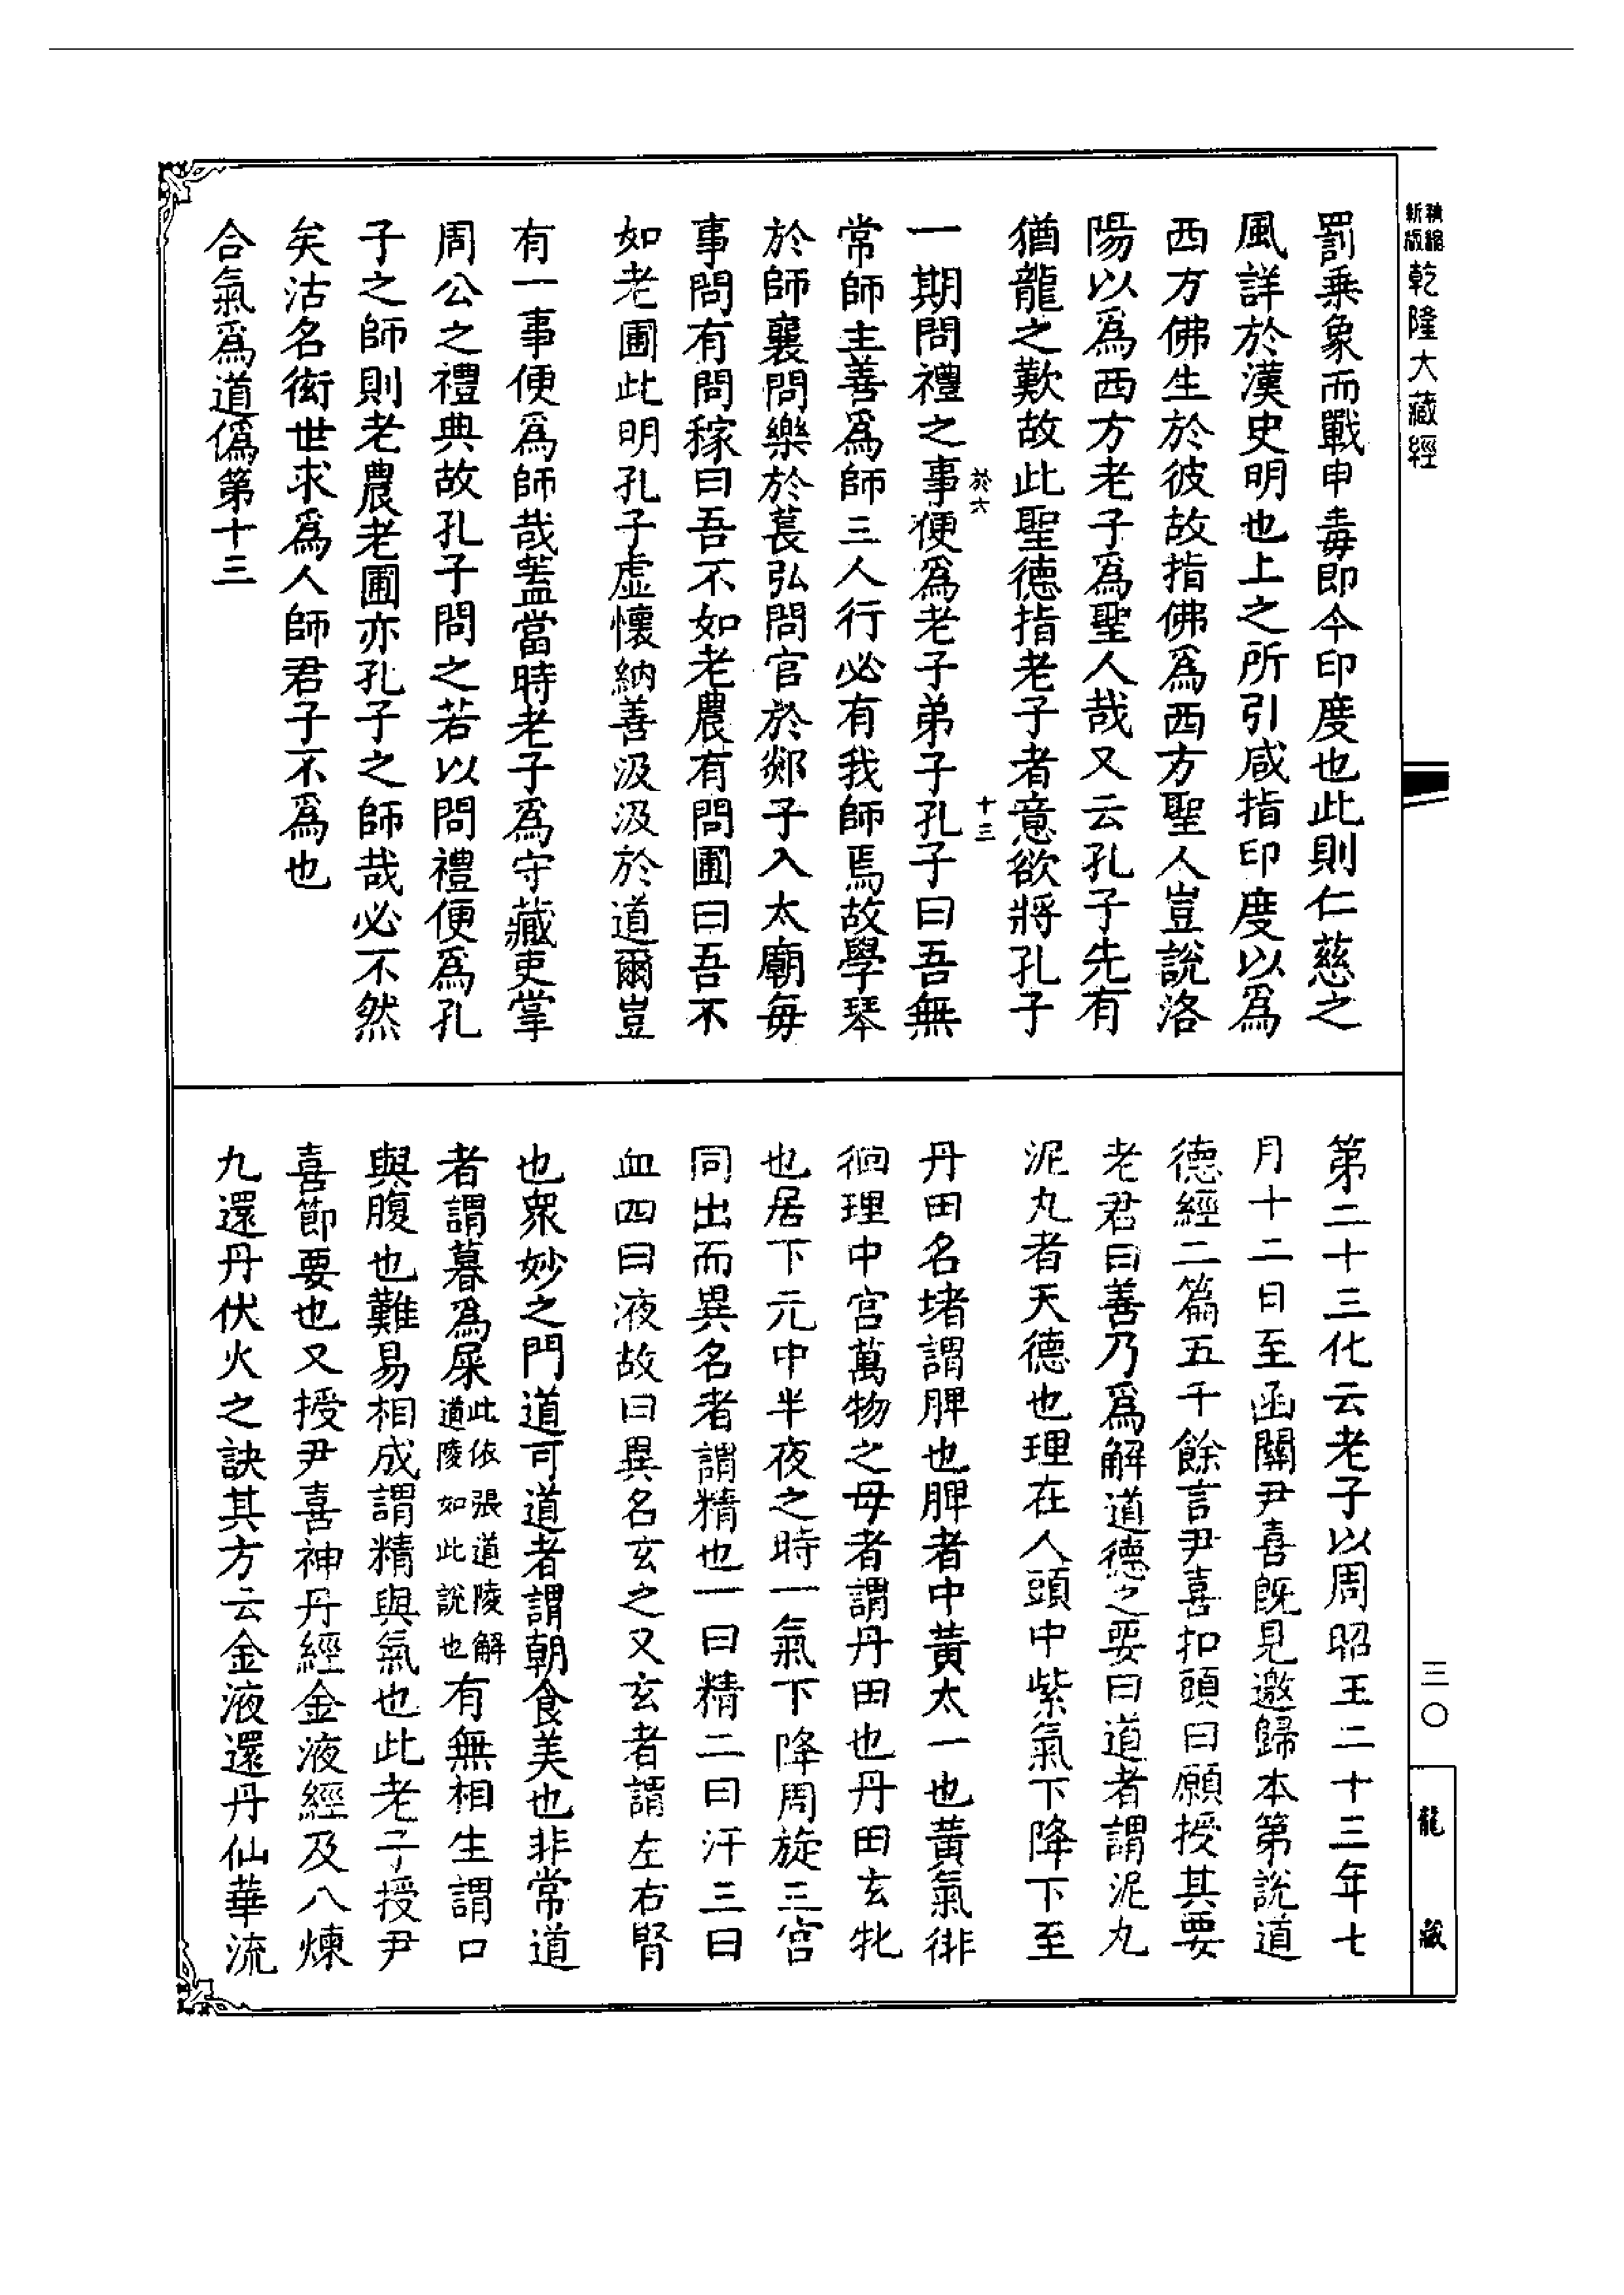 新版 精縮
乾隆大藏經
三〇
龍藏
罰乗象而戰申毒即今印度也此則仁慈之
風詳於漢史明也上之所引咸指印度以爲
西方佛生於彼故指佛爲西方聖人豈說洛
陽以爲西方老子爲聖人哉又云孔子先有
猶龍之歎故此聖德指老子者意欲將孔子
於六 十三
一期問禮之事便爲老子弟子孔子曰吾無
常師主善爲師三人行必有我師焉故學琴
於師襄問樂於萇弘問官於郯子入太廟毎
事問有問稼曰吾不如老農有問圃曰吾不
如老圃此明孔子虛懷納善汲汲於道爾豈
有一事便爲師哉葢當時老子爲守藏吏掌
周公之禮典故孔子問之若以問禮便爲孔
子之師則老農老圃亦孔子之師哉必不然
矣沽名衒世求爲人師君子不爲也
合氣爲道僞第十三
第二十三化云老子以周昭王二十三年七
月十二日至函關尹喜旣見邀歸本第說道
德經二篇五千餘言尹喜扣頭曰願授其要
老君曰善乃爲解道德之要曰道者謂泥丸
泥丸者天德也理在人頭中紫氣下降下至
丹田名堵謂脾也脾者中黃太一也黃氣徘
徊理中宮萬物之母者謂丹田也丹田玄牝
也居下元中半夜之時一氣下降周旋三宮
同出而異名者謂精也一曰精二曰汗三曰
血四曰液故曰異名玄之又玄者謂左右腎
也衆妙之門道可道者謂朝食美也非常道
者謂暮爲屎此依張道陵解道陵如此說也有無相生謂口
與腹也難易相成謂精與氣也此老子授尹
喜節要也又授尹喜神丹經金液經及八煉
九還丹伏火之訣其方云金液還丹仙華流